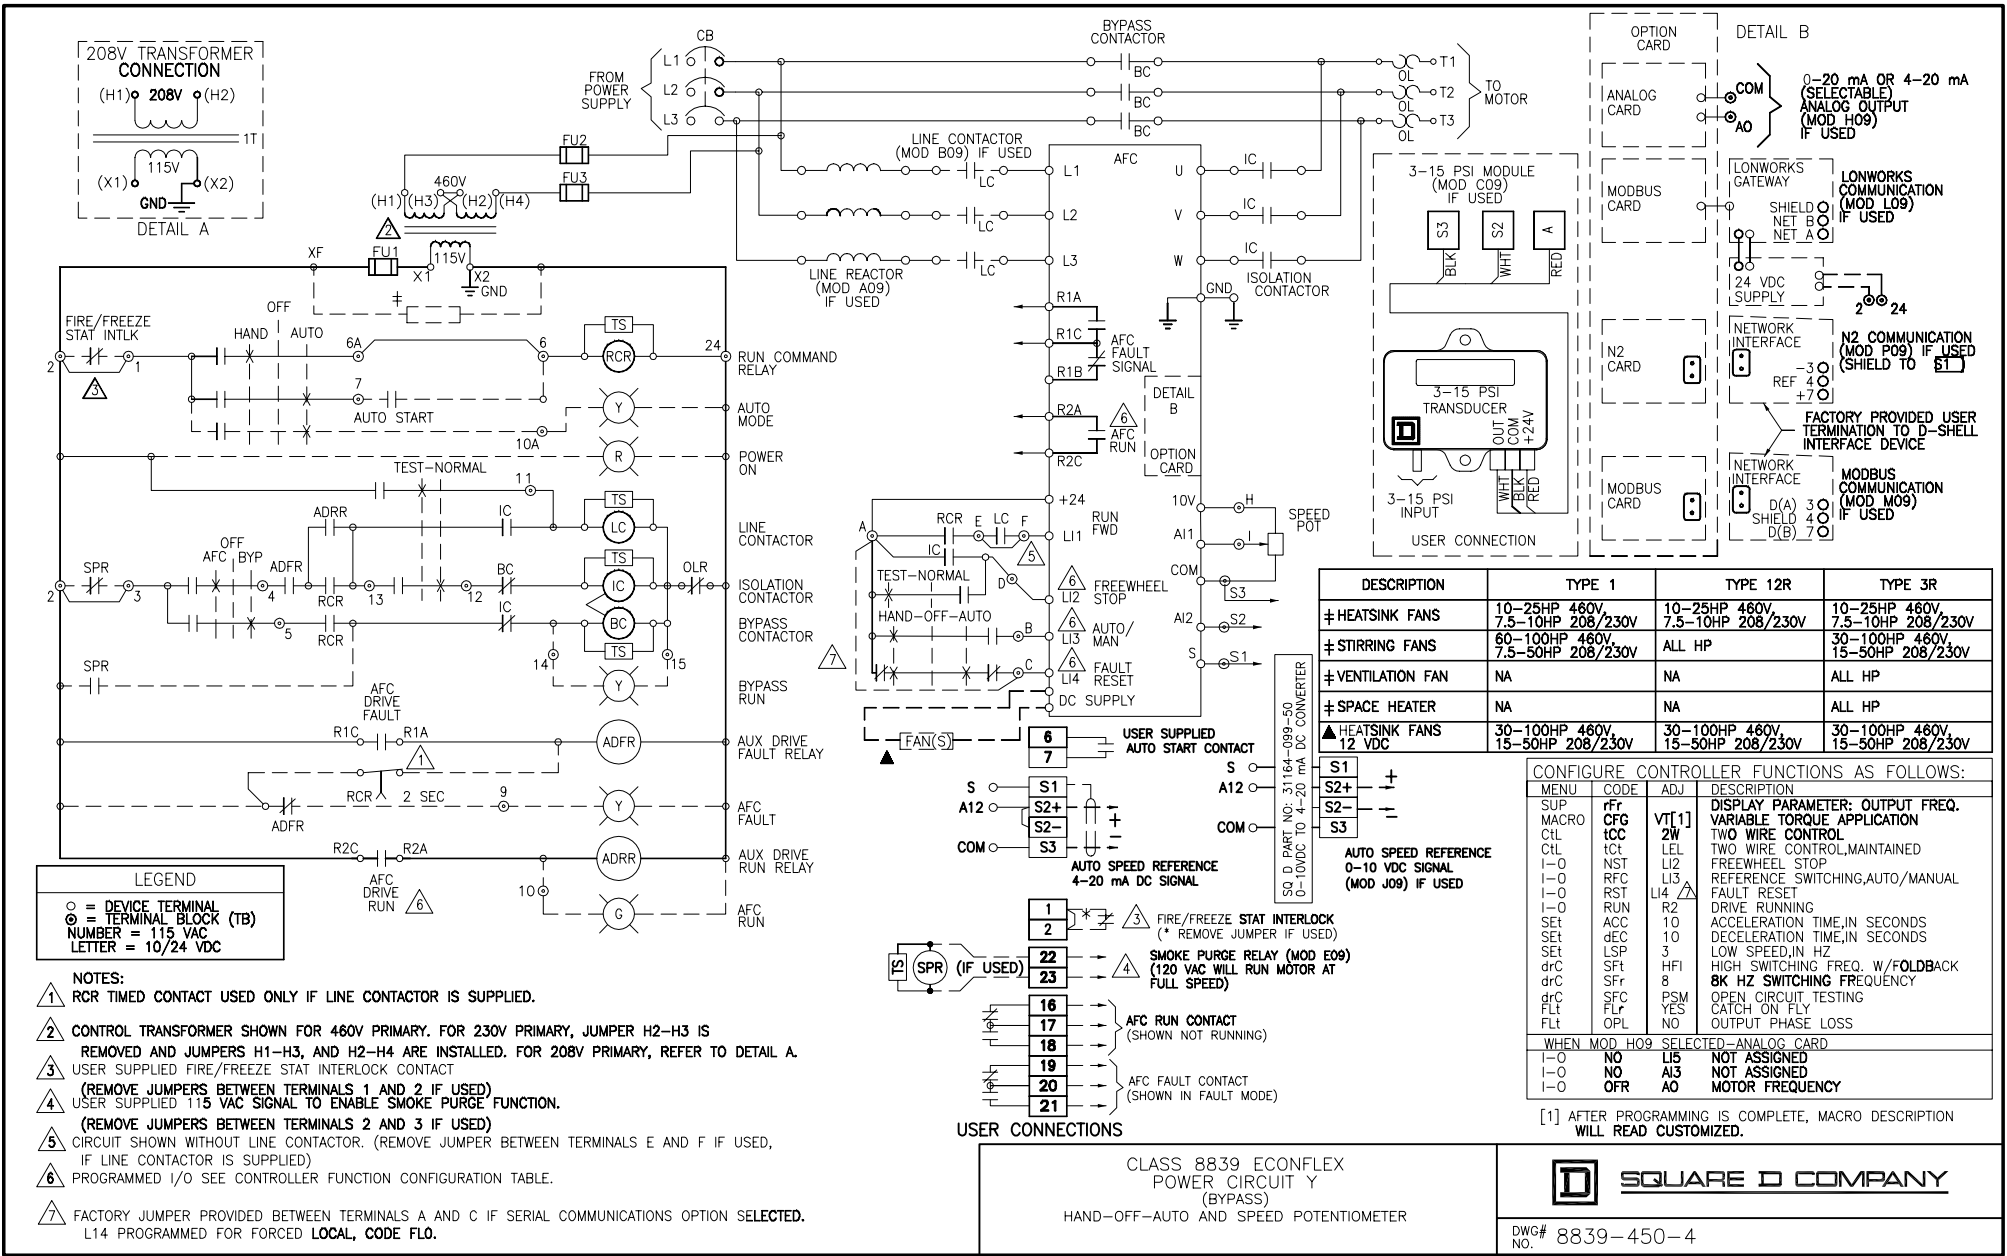 208V TRANSFORMER
CONNECTION
(H1) 208V (H2)
1T
115V
(X1) (X2)
GND
DETAIL A
FROM
POWER
SUPPLY
CB
L1
L2
L3
BYPASS
CONTACTOR
BC
BC
BC
OL
OL
OL
T1
T2
T3
TO
MOTOR
FU2
FU3
460V
(H1) (H3) (H2) (H4)
2
XF
FU1
115V
X1
X2
GND
‡
LINE CONTACTOR
(MOD B09) IF USED
LC
LC
LC
LINE REACTOR
(MOD A09)
IF USED
AFC
L1
L2
L3
U
V
W
IC
IC
IC
ISOLATION
CONTACTOR
GND
R1A
R1C
R1B
AFC
FAULT
SIGNAL
R2A
R2C
6
AFC
RUN
DETAIL
B
OPTION
CARD
+24
RUN
FWD
LI1
6
FREEWHEEL
STOP
LI2
6
AUTO/
MAN
LI3
6
FAULT
RESET
LI4
DC SUPPLY
10V
AI1
COM
AI2
S
H
I
S3
S2
S1
SPEED
POT
A
RCR
E
LC
F
5
IC
TEST-NORMAL
D
HAND-OFF-AUTO
B
C
7
FAN(S)
FIRE/FREEZE
STAT INTLK
2
1
3
HAND
OFF
AUTO
6A
6
7
AUTO START
10A
TS
RCR
24
RUN COMMAND
RELAY
Y
AUTO
MODE
R
POWER
ON
TEST-NORMAL
11
ADRR
IC
TS
LC
LINE
CONTACTOR
OFF
AFC
BYP
SPR
2
3
4
ADFR
RCR
13
12
BC
TS
IC
OLR
ISOLATION
CONTACTOR
5
RCR
IC
BC
TS
BYPASS
CONTACTOR
14
15
SPR
Y
BYPASS
RUN
AFC
DRIVE
FAULT
R1C
R1A
ADFR
AUX DRIVE
FAULT RELAY
1
RCR
2 SEC
9
ADFR
Y
AFC
FAULT
R2C
R2A
AFC
DRIVE
RUN
6
ADRR
AUX DRIVE
RUN RELAY
10
G
AFC
RUN
LEGEND
= DEVICE TERMINAL
= TERMINAL BLOCK (TB)
NUMBER = 115 VAC
LETTER = 10/24 VDC
NOTES:
1 RCR TIMED CONTACT USED ONLY IF LINE CONTACTOR IS SUPPLIED.
2 CONTROL TRANSFORMER SHOWN FOR 460V PRIMARY. FOR 230V PRIMARY, JUMPER H2-H3 IS
REMOVED AND JUMPERS H1-H3, AND H2-H4 ARE INSTALLED. FOR 208V PRIMARY, REFER TO DETAIL A.
3 USER SUPPLIED FIRE/FREEZE STAT INTERLOCK CONTACT
(REMOVE JUMPERS BETWEEN TERMINALS 1 AND 2 IF USED)
4 USER SUPPLIED 115 VAC SIGNAL TO ENABLE SMOKE PURGE FUNCTION.
(REMOVE JUMPERS BETWEEN TERMINALS 2 AND 3 IF USED)
5 CIRCUIT SHOWN WITHOUT LINE CONTACTOR. (REMOVE JUMPER BETWEEN TERMINALS E AND F IF USED,
IF LINE CONTACTOR IS SUPPLIED)
6 PROGRAMMED I/O SEE CONTROLLER FUNCTION CONFIGURATION TABLE.
7 FACTORY JUMPER PROVIDED BETWEEN TERMINALS A AND C IF SERIAL COMMUNICATIONS OPTION SELECTED.
L14 PROGRAMMED FOR FORCED LOCAL, CODE FLO.
6
7
USER SUPPLIED
AUTO START CONTACT
S
A12
COM
S1
S2+
S2-
S3
+
-
AUTO SPEED REFERENCE
4-20 mA DC SIGNAL
SQ D PART NO: 31164-099-50
0-10VDC TO 4-20 mA DC CONVERTER
S
A12
COM
S1
S2+
S2-
S3
+
-
AUTO SPEED REFERENCE
0-10 VDC SIGNAL
(MOD J09) IF USED
1
2
* 3 FIRE/FREEZE STAT INTERLOCK
(* REMOVE JUMPER IF USED)
TS
SPR
(IF USED)
22
23
4 SMOKE PURGE RELAY (MOD E09)
(120 VAC WILL RUN MOTOR AT
FULL SPEED)
16
17
18
AFC RUN CONTACT
(SHOWN NOT RUNNING)
19
20
21
AFC FAULT CONTACT
(SHOWN IN FAULT MODE)
USER CONNECTIONS
3-15 PSI MODULE
(MOD C09)
IF USED
S3
S2
A
BLK
WHT
RED
3-15 PSI
TRANSDUCER
OUT
COM
+24V
WHT
BLK
RED
3-15 PSI
INPUT
USER CONNECTION
OPTION
CARD
DETAIL B
ANALOG
CARD
COM
AO
0-20 mA OR 4-20 mA
(SELECTABLE)
ANALOG OUTPUT
(MOD H09)
IF USED
MODBUS
CARD
LONWORKS
GATEWAY
SHIELD
NET B
NET A
LONWORKS
COMMUNICATION
(MOD L09)
IF USED
24 VDC
SUPPLY
2
24
N2
CARD
NETWORK
INTERFACE
-3
REF 4
+7
N2 COMMUNICATION
(MOD P09) IF USED
(SHIELD TO S1)
FACTORY PROVIDED USER
TERMINATION TO D-SHELL
INTERFACE DEVICE
MODBUS
CARD
NETWORK
INTERFACE
D(A) 3
SHIELD 4
D(B) 7
MODBUS
COMMUNICATION
(MOD M09)
IF USED
DESCRIPTION TYPE 1 TYPE 12R TYPE 3R
‡ HEATSINK FANS 10-25HP 460V, 7.5-10HP 208/230V 10-25HP 460V, 7.5-10HP 208/230V 10-25HP 460V, 7.5-10HP 208/230V
‡ STIRRING FANS 60-100HP 460V, 7.5-50HP 208/230V ALL HP 30-100HP 460V, 15-50HP 208/230V
‡ VENTILATION FAN NA NA ALL HP
‡ SPACE HEATER NA NA ALL HP
▲ HEATSINK FANS 12 VDC 30-100HP 460V, 15-50HP 208/230V 30-100HP 460V, 15-50HP 208/230V 30-100HP 460V, 15-50HP 208/230V
CONFIGURE CONTROLLER FUNCTIONS AS FOLLOWS:
MENU CODE ADJ DESCRIPTION
SUP rFr DISPLAY PARAMETER: OUTPUT FREQ.
MACRO CFG VT[1] VARIABLE TORQUE APPLICATION
CtL tCC 2W TWO WIRE CONTROL
CtL tCt LEL TWO WIRE CONTROL,MAINTAINED
I-O NST LI2 FREEWHEEL STOP
I-O RFC LI3 REFERENCE SWITCHING,AUTO/MANUAL
I-O RST LI4 7 FAULT RESET
I-O RUN R2 DRIVE RUNNING
SEt ACC 10 ACCELERATION TIME,IN SECONDS
SEt dEC 10 DECELERATION TIME,IN SECONDS
SEt LSP 3 LOW SPEED,IN HZ
drC SFt HFI HIGH SWITCHING FREQ. W/FOLDBACK
drC SFr 8 8K HZ SWITCHING FREQUENCY
drC SFC PSM OPEN CIRCUIT TESTING
FLt FLr YES CATCH ON FLY
FLt OPL NO OUTPUT PHASE LOSS
WHEN MOD HO9 SELECTED-ANALOG CARD
I-O NO LI5 NOT ASSIGNED
I-O NO AI3 NOT ASSIGNED
I-O OFR AO MOTOR FREQUENCY
[1] AFTER PROGRAMMING IS COMPLETE, MACRO DESCRIPTION
WILL READ CUSTOMIZED.
CLASS 8839 ECONFLEX
POWER CIRCUIT Y
(BYPASS)
HAND-OFF-AUTO AND SPEED POTENTIOMETER
D SQUARE D COMPANY
DWG# NO. 8839-450-4